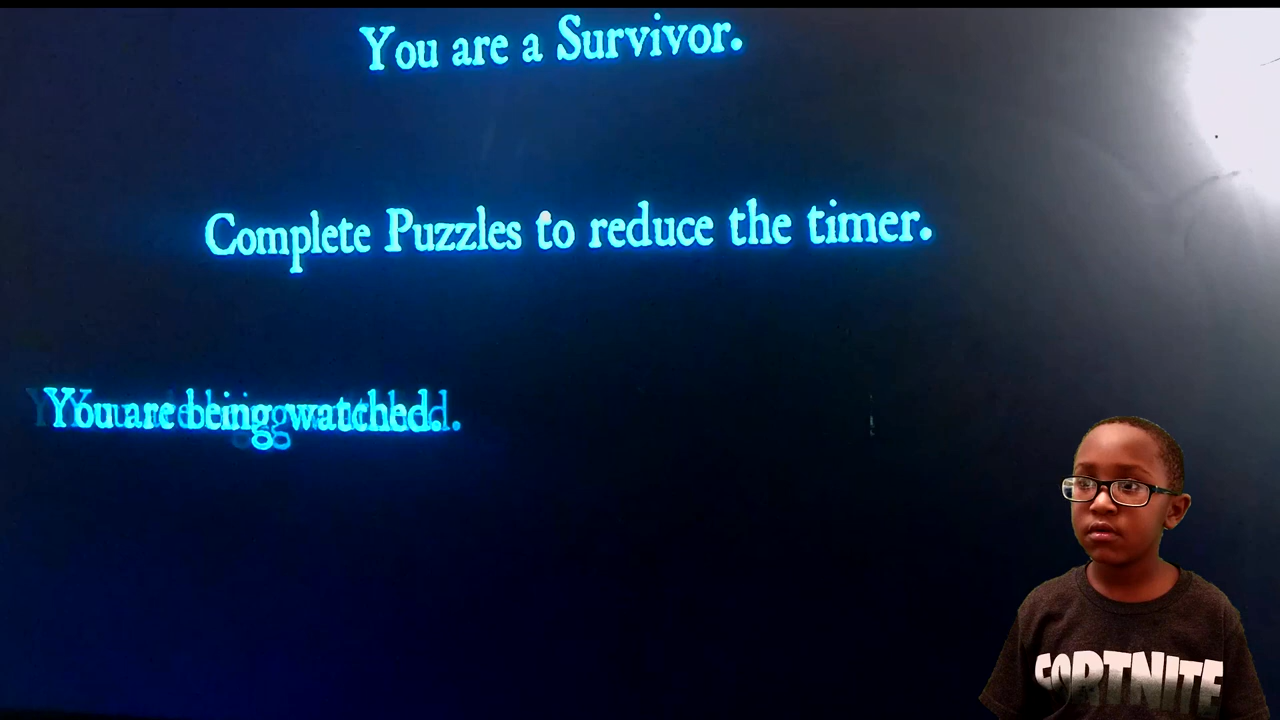 You are a Survivor.
Complete Puzzles to reduce the timer.
You are being watched.
FORTNITE